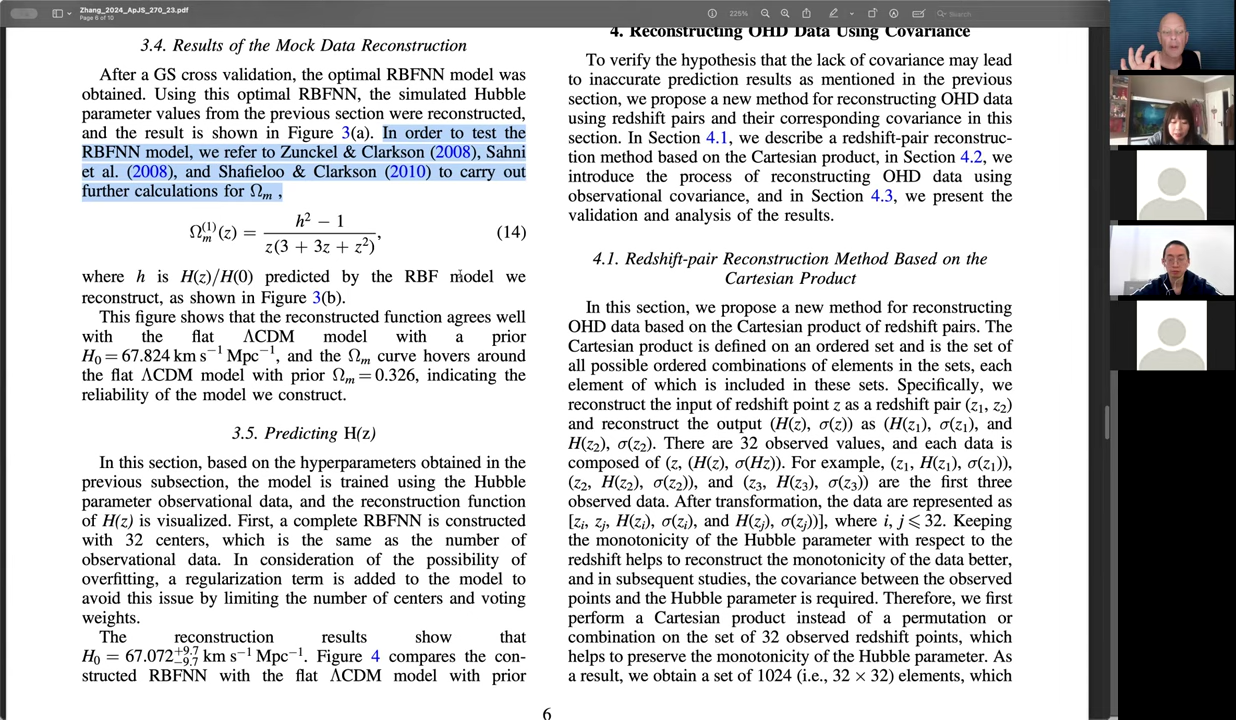 Zhang_2024_ApJS_270_23.pdf
Page 6 of 10
225%
Search
3.4. Results of the Mock Data Reconstruction
After a GS cross validation, the optimal RBFNN model was
obtained. Using this optimal RBFNN, the simulated Hubble
parameter values from the previous section were reconstructed,
and the result is shown in Figure 3(a). In order to test the
RBFNN model, we refer to Zunckel & Clarkson (2008), Sahni
et al. (2008), and Shafieloo & Clarkson (2010) to carry out
further calculations for Ωₘ ,
Ωₘ⁽¹⁾(z) = (h² − 1) / (z(3 + 3z + z²)), (14)
where h is H(z)/H(0) predicted by the RBF model we
reconstruct, as shown in Figure 3(b).
This figure shows that the reconstructed function agrees well
with the flat ΛCDM model with a prior
H₀ = 67.824 km s⁻¹ Mpc⁻¹, and the Ωₘ curve hovers around
the flat ΛCDM model with prior Ωₘ = 0.326, indicating the
reliability of the model we construct.
3.5. Predicting H(z)
In this section, based on the hyperparameters obtained in the
previous subsection, the model is trained using the Hubble
parameter observational data, and the reconstruction function
of H(z) is visualized. First, a complete RBFNN is constructed
with 32 centers, which is the same as the number of
observational data. In consideration of the possibility of
overfitting, a regularization term is added to the model to
avoid this issue by limiting the number of centers and voting
weights.
The reconstruction results show that
H₀ = 67.072+9.7−9.7 km s⁻¹ Mpc⁻¹. Figure 4 compares the con-
structed RBFNN with the flat ΛCDM model with prior
4. Reconstructing OHD Data Using Covariance
To verify the hypothesis that the lack of covariance may lead
to inaccurate prediction results as mentioned in the previous
section, we propose a new method for reconstructing OHD data
using redshift pairs and their corresponding covariance in this
section. In Section 4.1, we describe a redshift-pair reconstruc-
tion method based on the Cartesian product, in Section 4.2, we
introduce the process of reconstructing OHD data using
observational covariance, and in Section 4.3, we present the
validation and analysis of the results.
4.1. Redshift-pair Reconstruction Method Based on the
Cartesian Product
In this section, we propose a new method for reconstructing
OHD data based on the Cartesian product of redshift pairs. The
Cartesian product is defined on an ordered set and is the set of
all possible ordered combinations of elements in the sets, each
element of which is included in these sets. Specifically, we
reconstruct the input of redshift point z as a redshift pair (z₁, z₂)
and reconstruct the output (H(z), σ(z)) as (H(z₁), σ(z₁), and
H(z₂), σ(z₂). There are 32 observed values, and each data is
composed of (z, (H(z), σ(Hz)). For example, (z₁, H(z₁), σ(z₁)),
(z₂, H(z₂), σ(z₂)), and (z₃, H(z₃), σ(z₃)) are the first three
observed data. After transformation, the data are represented as
[zᵢ, zⱼ, H(zᵢ), σ(zᵢ), and H(zⱼ), σ(zⱼ))], where i, j ⩽ 32. Keeping
the monotonicity of the Hubble parameter with respect to the
redshift helps to reconstruct the monotonicity of the data better,
and in subsequent studies, the covariance between the observed
points and the Hubble parameter is required. Therefore, we first
perform a Cartesian product instead of a permutation or
combination on the set of 32 observed redshift points, which
helps to preserve the monotonicity of the Hubble parameter. As
a result, we obtain a set of 1024 (i.e., 32 × 32) elements, which
6